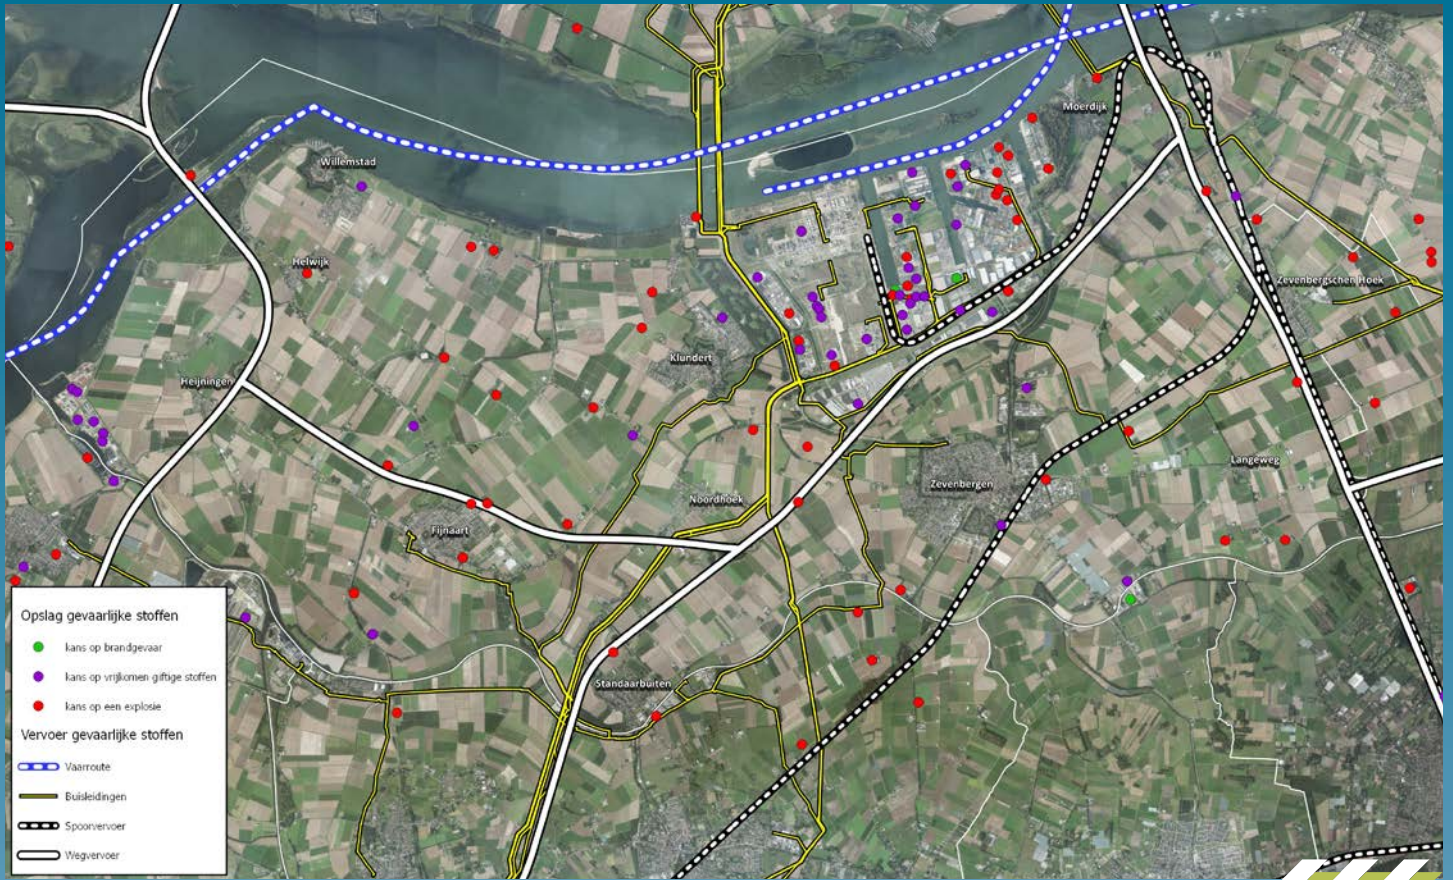 Moerdijk
Willemstad
Helwijk
Zevenbergschen Hoek
Klundert
Heijningen
Langeweg
Zevenbergen
Noordhoek
Fijnaart
Standaarbuiten
Opslag gevaarlijke stoffen
kans op brandgevaar
kans op vrijkomen giftige stoffen
kans op een explosie
Vervoer gevaarlijke stoffen
Vaarroute
Buisleidingen
Spoorvervoer
Wegvervoer